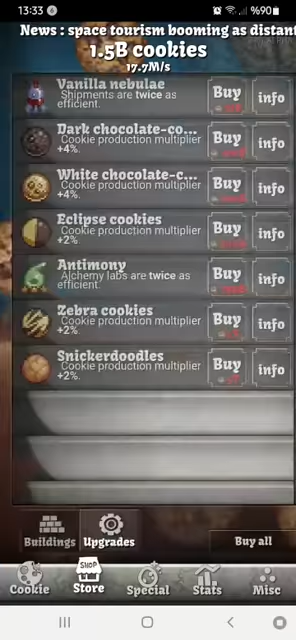 13:33 %90
News : space tourism booming as distant
1.5B cookies
17.7M/s
Vanilla nebulae
Shipments are twice as
efficient.
Buy info
Dark chocolate-co...
Cookie production multiplier
+4%.
Buy info
White chocolate-c...
Cookie production multiplier
+4%.
Buy info
Eclipse cookies
Cookie production multiplier
+2%
Buy info
Antimony
Alchemy labs are twice as
efficient.
Buy info
Zebra cookies
Cookie production multiplier
+2%.
Buy info
Snickerdoodles
Cookie production multiplier
+2%.
Buy info
Buildings Upgrades Buy all
SHOP
Cookie Store Special Stats Misc